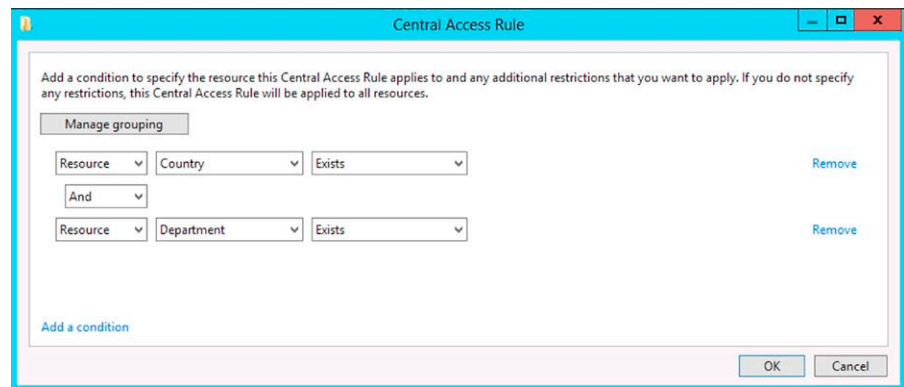 Central Access Rule
Add a condition to specify the resource this Central Access Rule applies to and any additional restrictions that you want to apply. If you do not specify
any restrictions, this Central Access Rule will be applied to all resources.
Manage grouping
Resource Country Exists Remove
And
Resource Department Exists Remove
Add a condition
OK Cancel